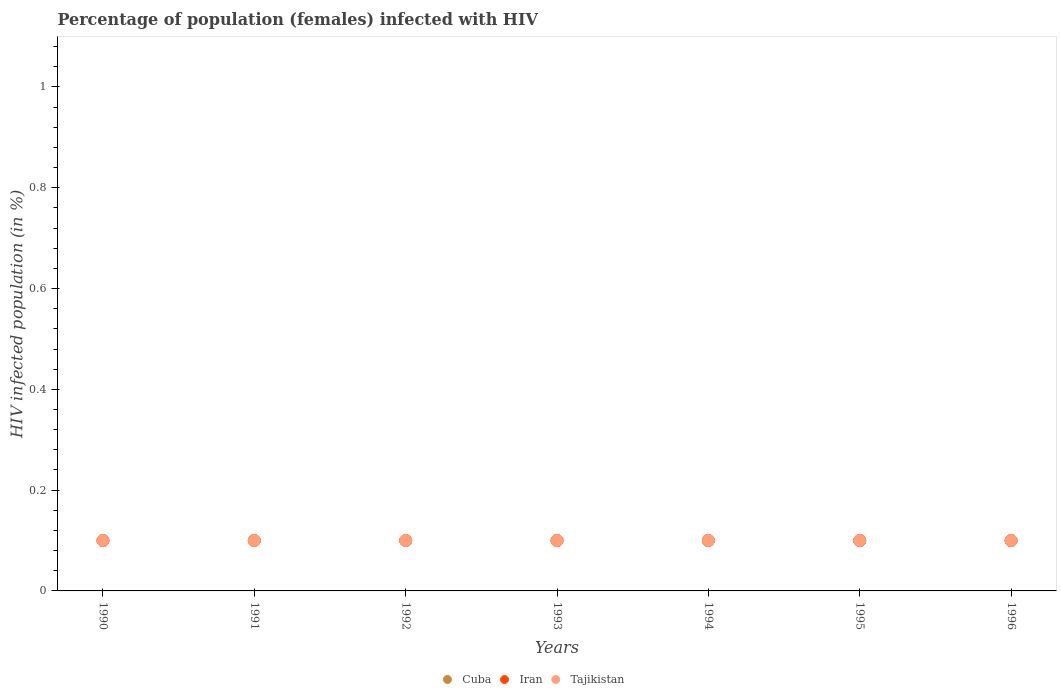 Percentage of population (females) infected with HIV
HIV infected population (in %)
1
0.8
0.6
0.4
0.2
0
1990
1991
1992
1993
1994
1995
1996
Years
Cuba
Iran
Tajikistan